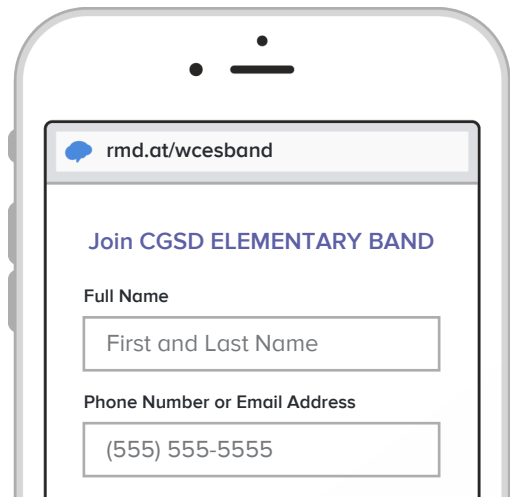 rmd.at/wcesband
Join CGSD ELEMENTARY BAND
Full Name
First and Last Name
Phone Number or Email Address
(555) 555-5555